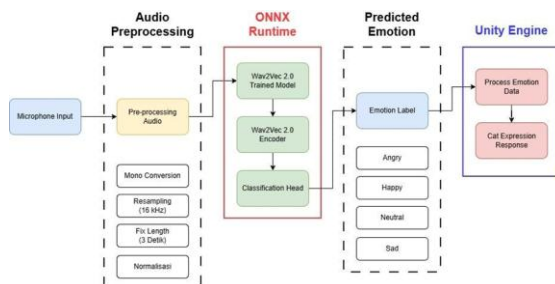 Audio
Preprocessing
ONNX
Runtime
Predicted
Emotion
Unity Engine
Microphone Input
Pre-processing
Audio
Mono Conversion
Resampling
(16 kHz)
Fix Length
(3 Detik)
Normalisasi
Wav2Vec 2.0
Trained Model
Wav2Vec 2.0
Encoder
Classification Head
Emotion Label
Angry
Happy
Neutral
Sad
Process Emotion
Data
Cat Expression
Response